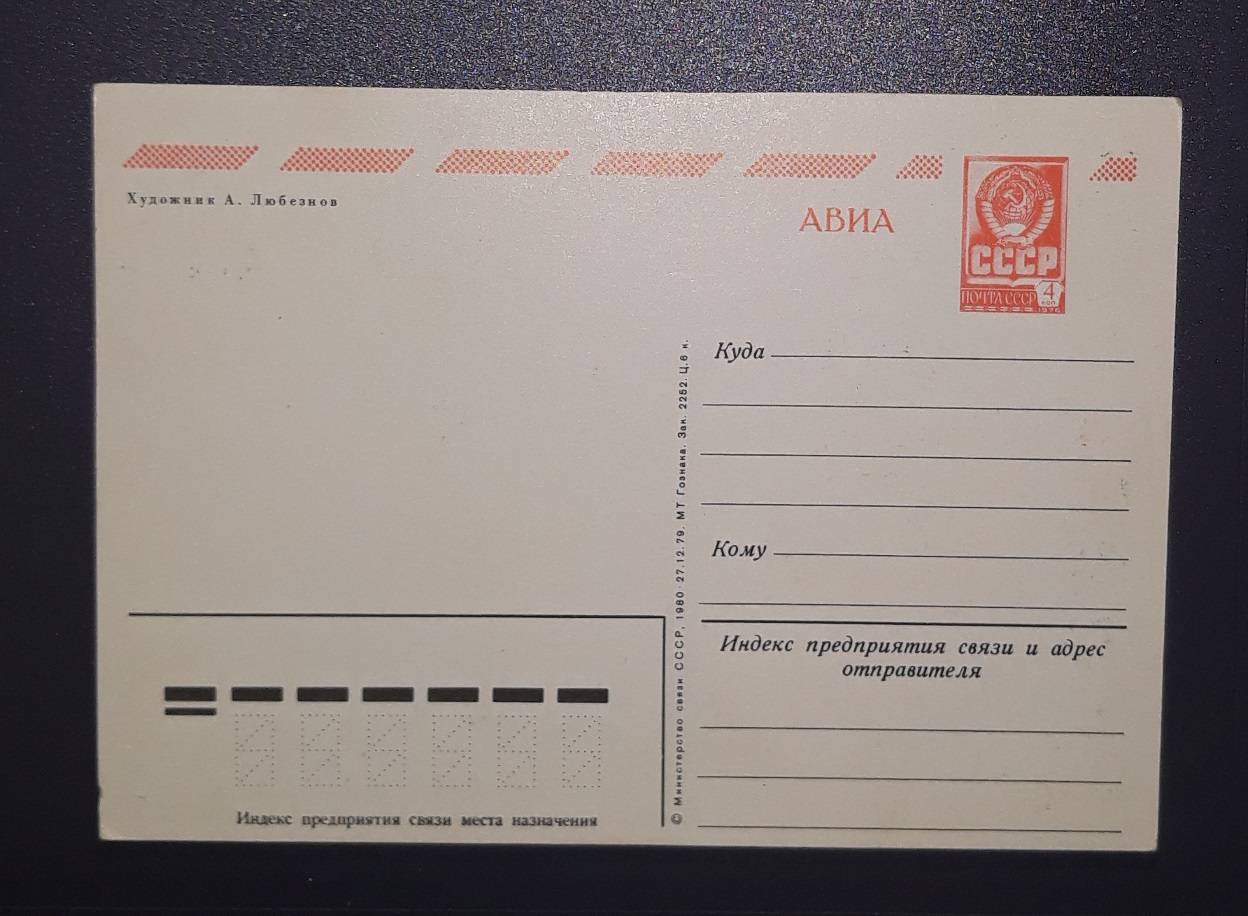 Художник А. Любезнов
АВИА
СССР
ПОЧТА СССР
4
КОП
1976
Куда
Кому
Индекс предприятия связи и адрес
отправителя
© Министерство связи СССР, 1980 · 27.12.79. МТ Гознака. Зак. 2252. Ц. 6 к.
Индекс предприятия связи места назначения